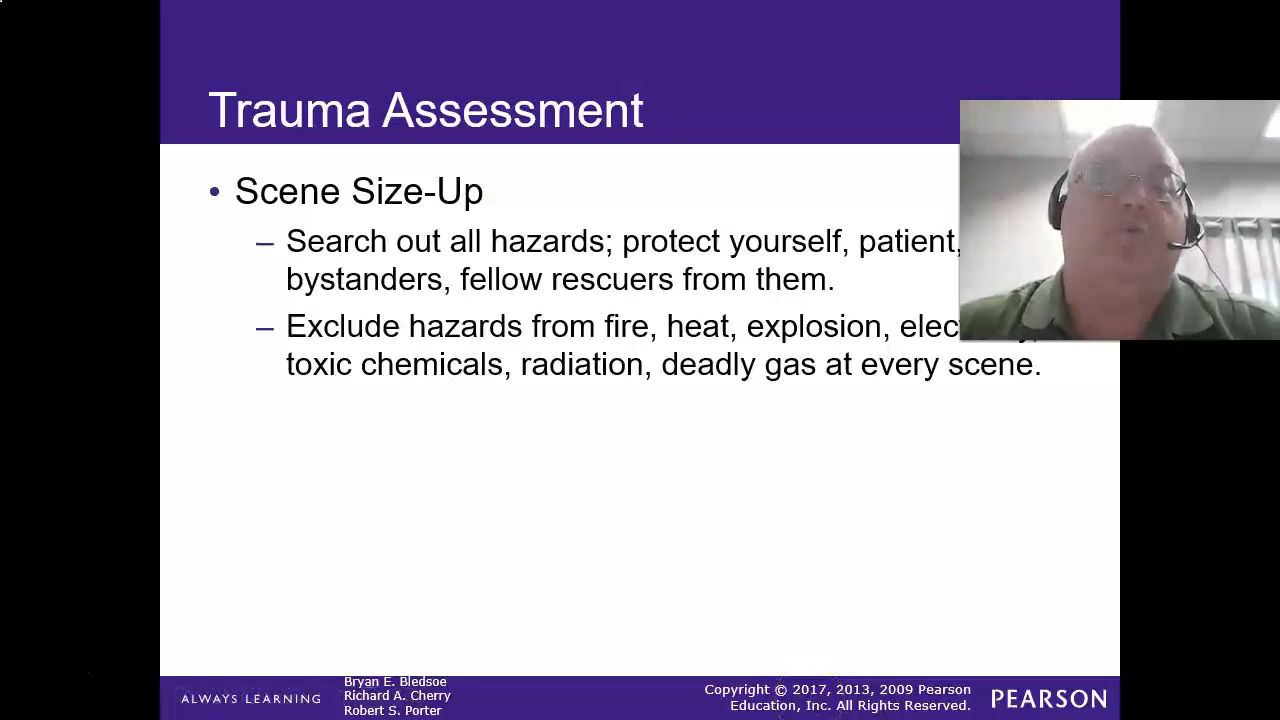 Trauma Assessment
• Scene Size-Up
– Search out all hazards; protect yourself, patient,
bystanders, fellow rescuers from them.
– Exclude hazards from fire, heat, explosion,
toxic chemicals, radiation, deadly gas at every scene.
ALWAYS LEARNING
Bryan E. Bledsoe
Richard A. Cherry
Robert S. Porter
Copyright © 2017, 2013, 2009 Pearson
Education, Inc. All Rights Reserved.
PEARSON